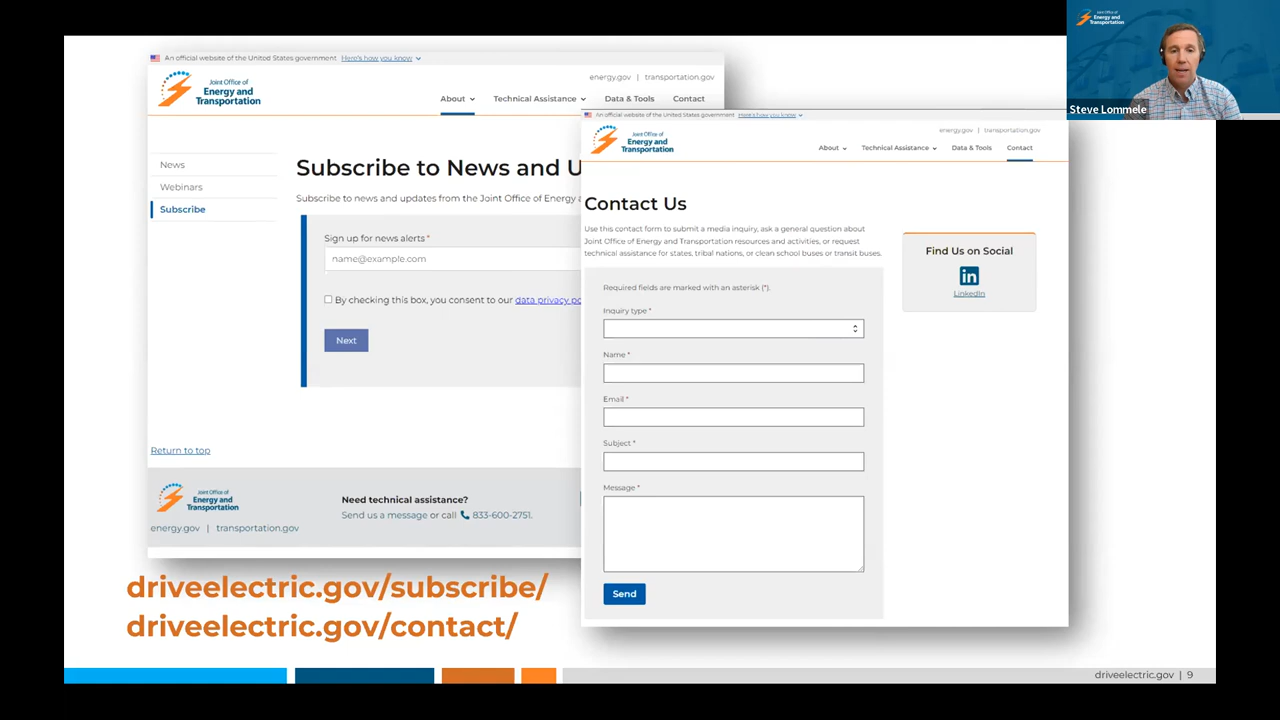 An official website of the United States government Here's how you know
Joint Office of
Energy and
Transportation
energy.gov | transportation.gov
About Technical Assistance Data & Tools Contact
News
Webinars
Subscribe
Subscribe to News and U
Subscribe to news and updates from the Joint Office of Energy a
Sign up for news alerts*
name@example.com
By checking this box, you consent to our data privacy po
Next
Return to top
Joint Office of
Energy and
Transportation
energy.gov | transportation.gov
Need technical assistance?
Send us a message or call 833-600-2751.
An official website of the United States government Here's how you know
Joint Office of
Energy and
Transportation
energy.gov | transportation.gov
About Technical Assistance Data & Tools Contact
Contact Us
Use this contact form to submit a media inquiry, ask a general question about
Joint Office of Energy and Transportation resources and activities, or request
technical assistance for states, tribal nations, or clean school buses or transit buses.
Required fields are marked with an asterisk (*).
Inquiry type *
Name *
Email *
Subject *
Message *
Send
Find Us on Social
in
LinkedIn
driveelectric.gov/subscribe/
driveelectric.gov/contact/
driveelectric.gov | 9
Joint Office of
Energy and
Transportation
Steve Lommele